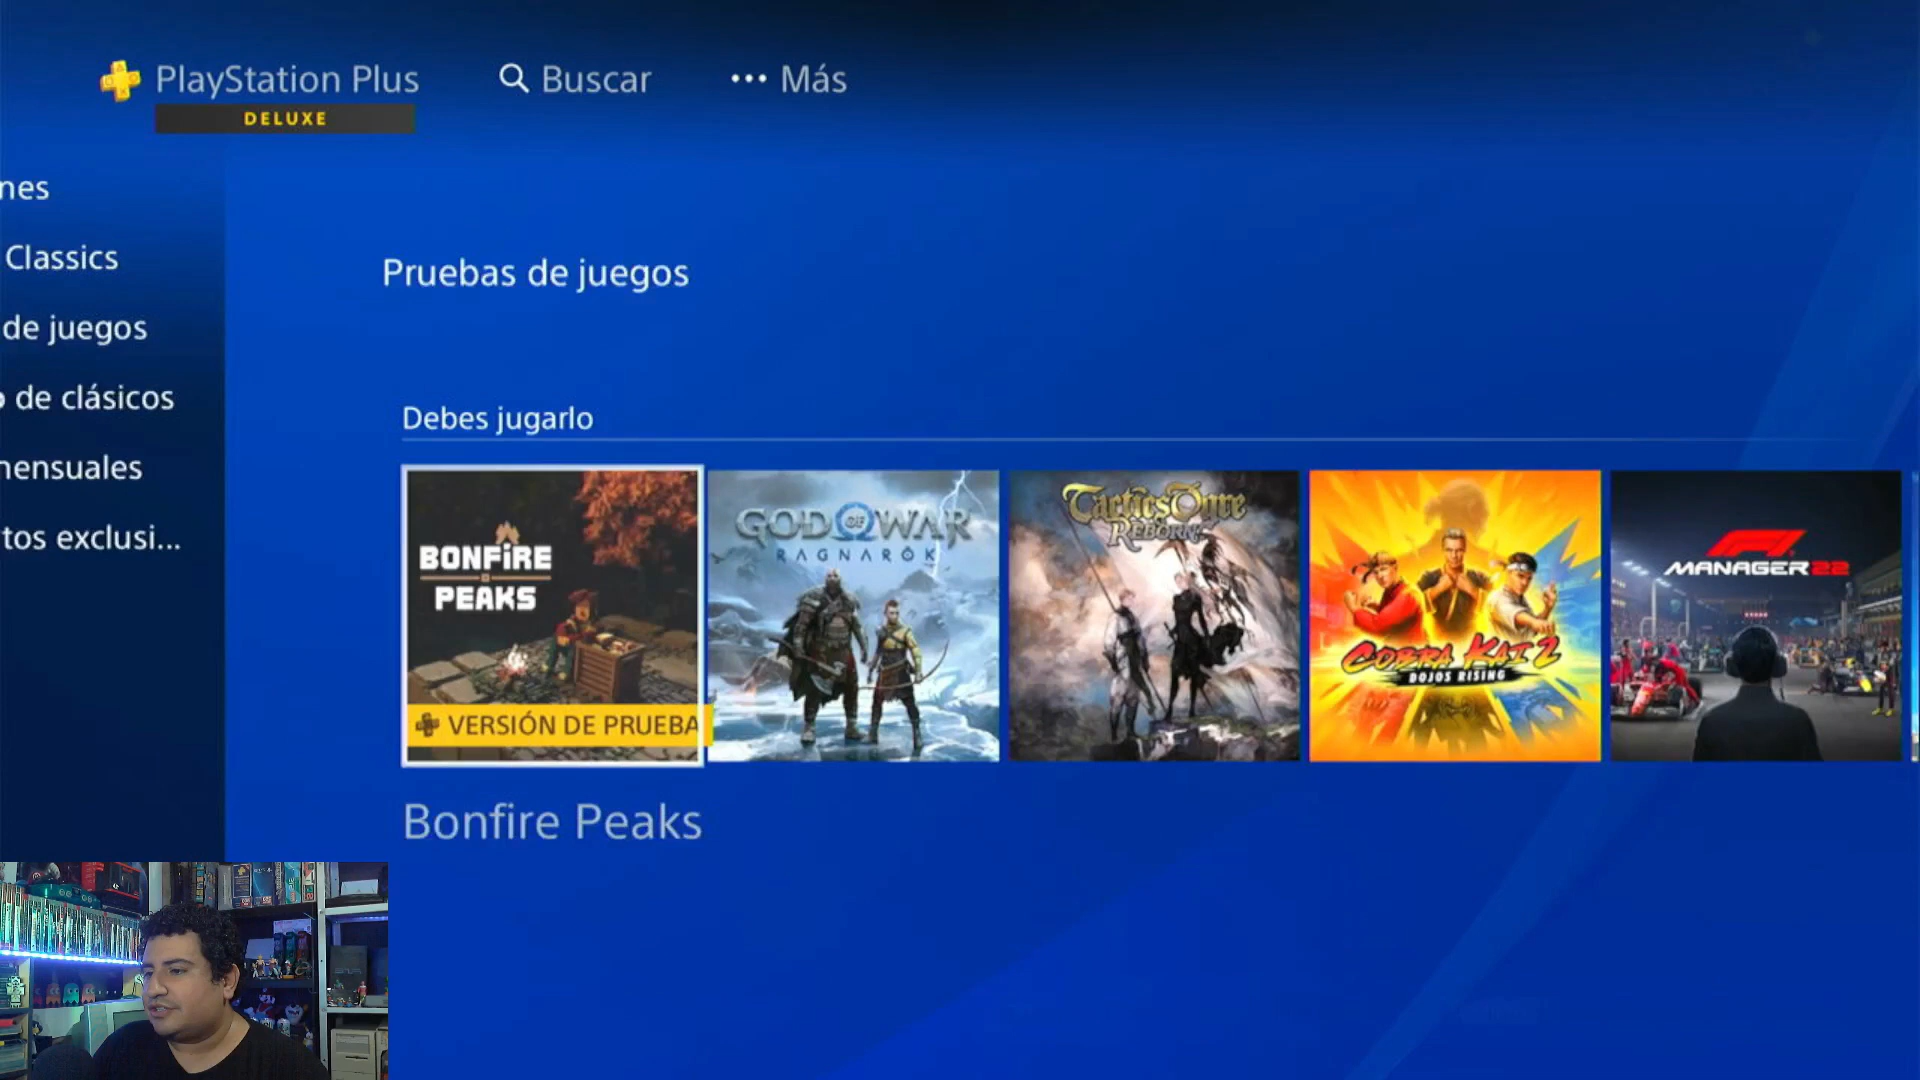 PlayStation Plus
DELUXE
Buscar
Más
nes
Classics
de juegos
o de clásicos
mensuales
tos exclusi...
Pruebas de juegos
Debes jugarlo
BONFIRE
PEAKS
VERSIÓN DE PRUEBA
GOD OF WAR
RAGNARÖK
Tactics Ogre
REBORN
COBRA KAI 2
DOJOS RISING
F1
MANAGER 22
Bonfire Peaks